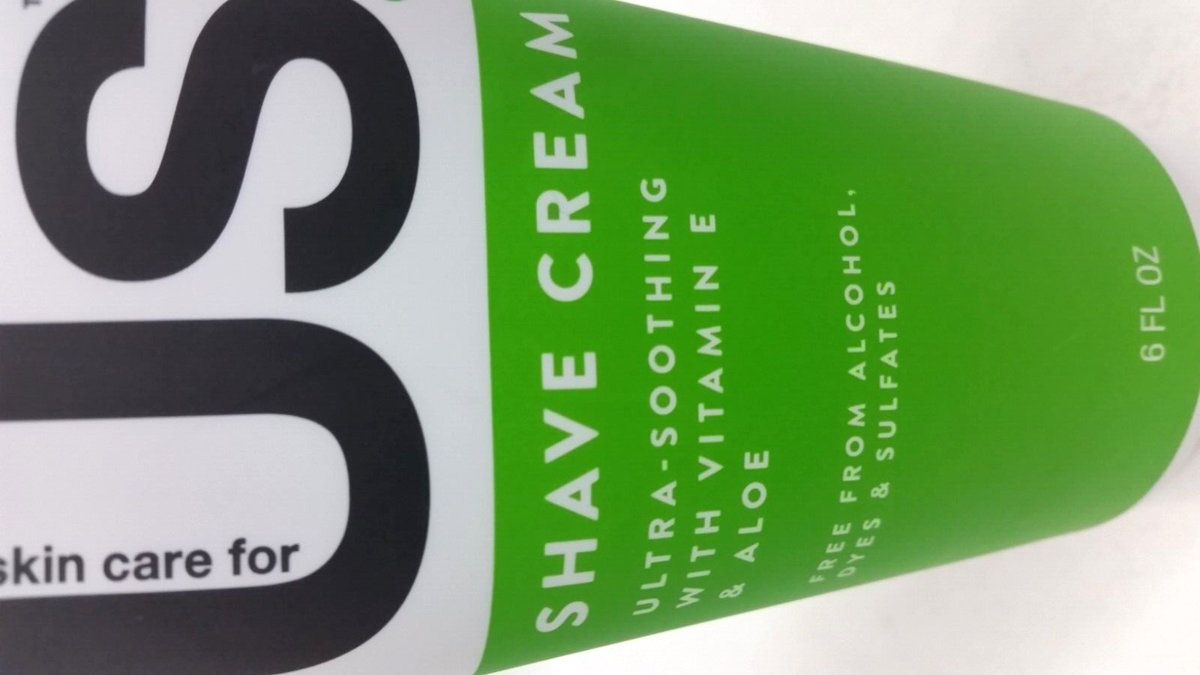 skin care for
US
SHAVE CREAM
ULTRA-SOOTHING
WITH VITAMIN E
& ALOE
FREE FROM ALCOHOL,
DYES & SULFATES
6 FL OZ